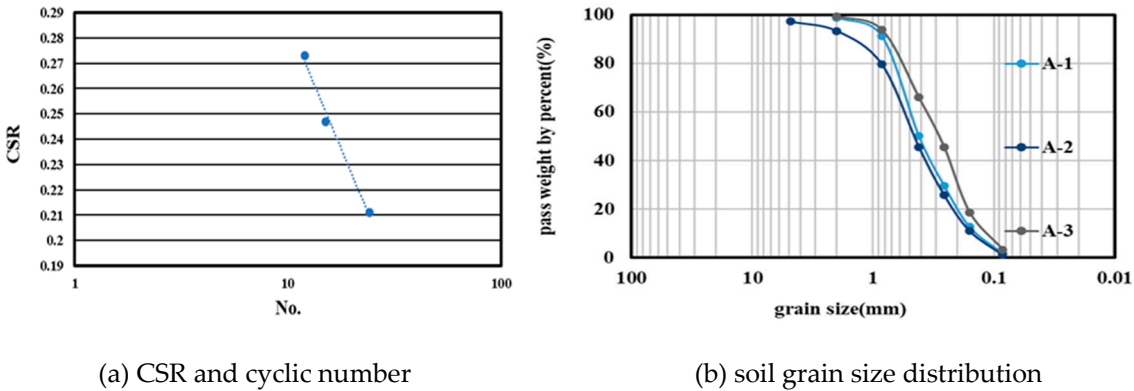 0.29
0.28
0.27
0.26
0.25
0.24
0.23
0.22
0.21
0.2
0.19
CSR
1
10
100
No.
(a) CSR and cyclic number
100
80
60
40
20
0
pass weight by percent(%)
100
10
1
0.1
0.01
grain size(mm)
A-1
A-2
A-3
(b) soil grain size distribution